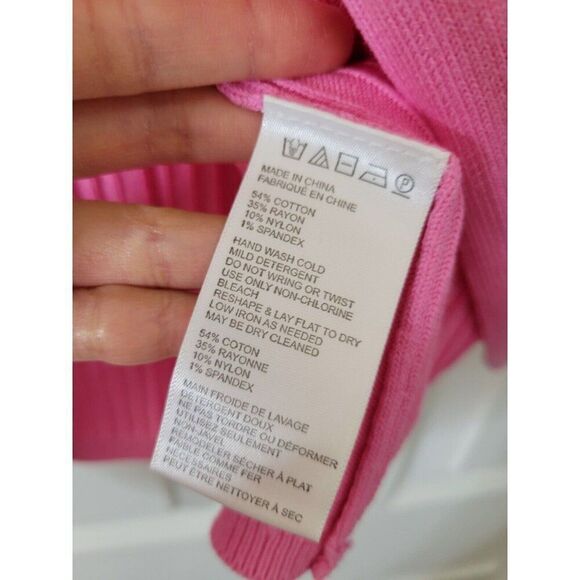 P
MADE IN CHINA
FABRIQUÉ EN CHINE
54% COTTON
35% RAYON
10% NYLON
1% SPANDEX
HAND WASH COLD
MILD DETERGENT
DO NOT WRING OR TWIST
USE ONLY NON-CHLORINE
BLEACH
RESHAPE & LAY FLAT TO DRY
LOW IRON AS NEEDED
MAY BE DRY CLEANED
54% COTON
35% RAYONNE
10% NYLON
1% SPANDEX
MAIN FROIDE DE LAVAGE
DETERGENT DOUX
NE PAS TORDRE OU DÉFORMER
UTILISEZ SEULEMENT
NON-JAVEL
REMODELER SÉCHER À PLAT
FAIBLE COMME FER
NÉCESSAIRES
PEUT ÊTRE NETTOYER À SEC